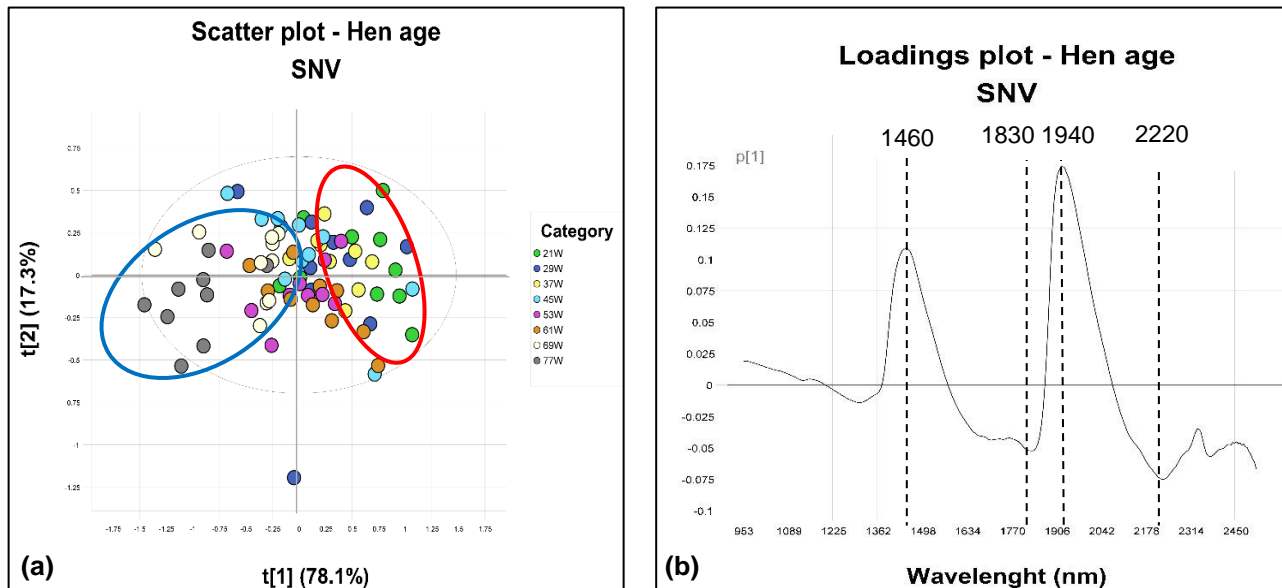 Scatter plot - Hen age
SNV
t[2] (17.3%)
0.75
0.5
0.25
0
0.25
-0.5
0.75
-1
-1.25
-1.75
-1.5
-1.25
-1
-0.75
-0.5
-0.25
0
0.25
0.5
0.75
1
1.25
1.5
1.75
t[1] (78.1%)
Category
21W
29W
37W
45W
53W
61W
69W
77W
(a)
Loadings plot - Hen age
SNV
1460
1830
1940
2220
p[1]
0.175
0.15
0.125
0.1
0.075
0.05
0.025
0
-0.025
-0.05
-0.075
-0.1
953
1089
1225
1362
1498
1634
1770
1906
2042
2178
2314
2450
Wavelenght (nm)
(b)